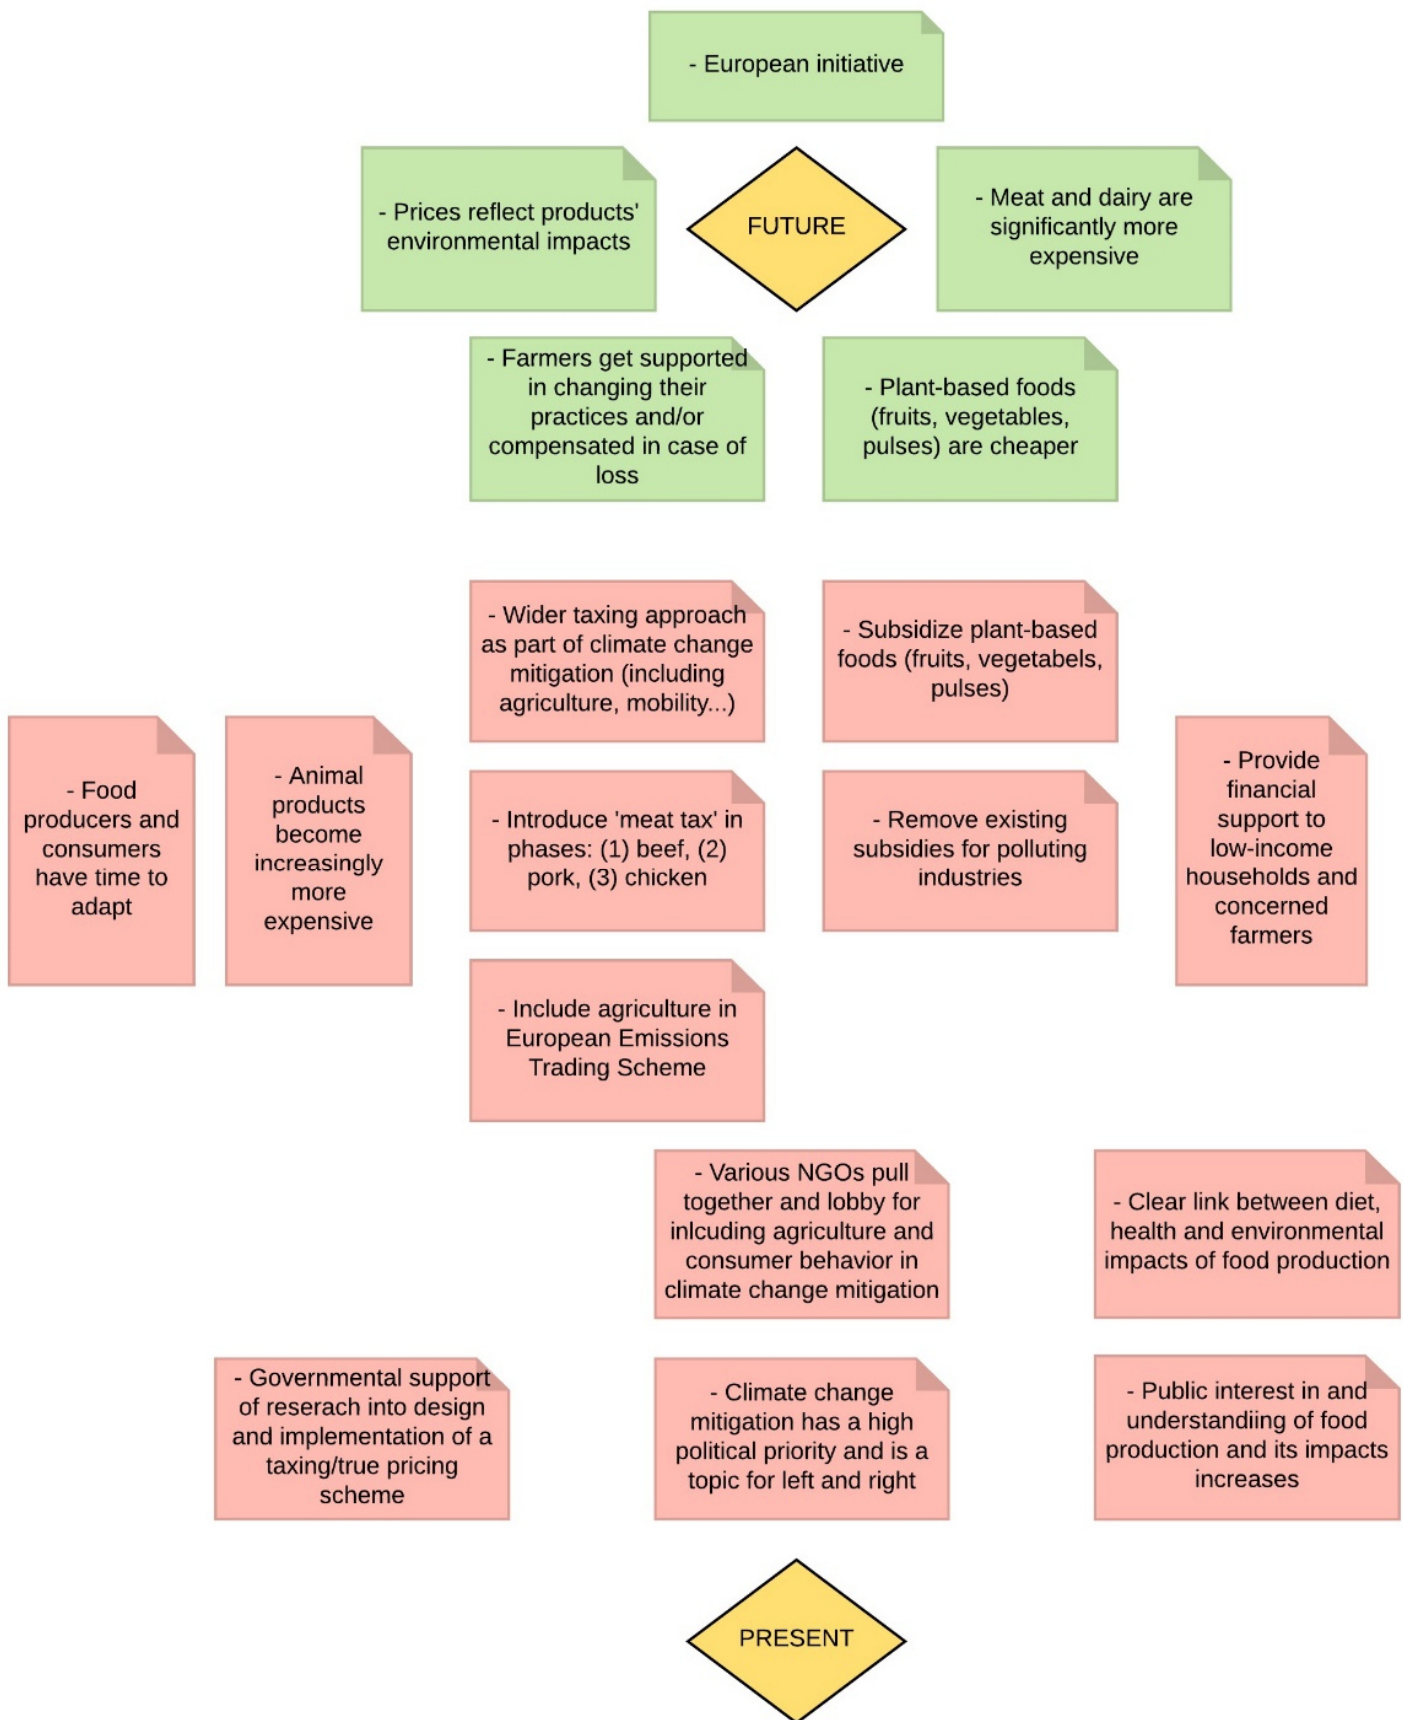 - European initiative
- Prices reflect products'
environmental impacts
FUTURE
- Meat and dairy are
significantly more
expensive
- Farmers get supported
in changing their
practices and/or
compensated in case of
loss
- Plant-based foods
(fruits, vegetables,
pulses) are cheaper
- Wider taxing approach
as part of climate change
mitigation (including
agriculture, mobility...)
- Subsidize plant-based
foods (fruits, vegetabels,
pulses)
- Food
producers and
consumers
have time to
adapt
- Animal
products
become
increasingly
more
expensive
- Introduce 'meat tax' in
phases: (1) beef, (2)
pork, (3) chicken
- Remove existing
subsidies for polluting
industries
- Provide
financial
support to
low-income
households and
concerned
farmers
- Include agriculture in
European Emissions
Trading Scheme
- Various NGOs pull
together and lobby for
inlcuding agriculture and
consumer behavior in
climate change mitigation
- Clear link between diet,
health and environmental
impacts of food production
- Governmental support
of reserach into design
and implementation of a
taxing/true pricing
scheme
- Climate change
mitigation has a high
political priority and is a
topic for left and right
- Public interest in and
understandiing of food
production and its impacts
increases
PRESENT